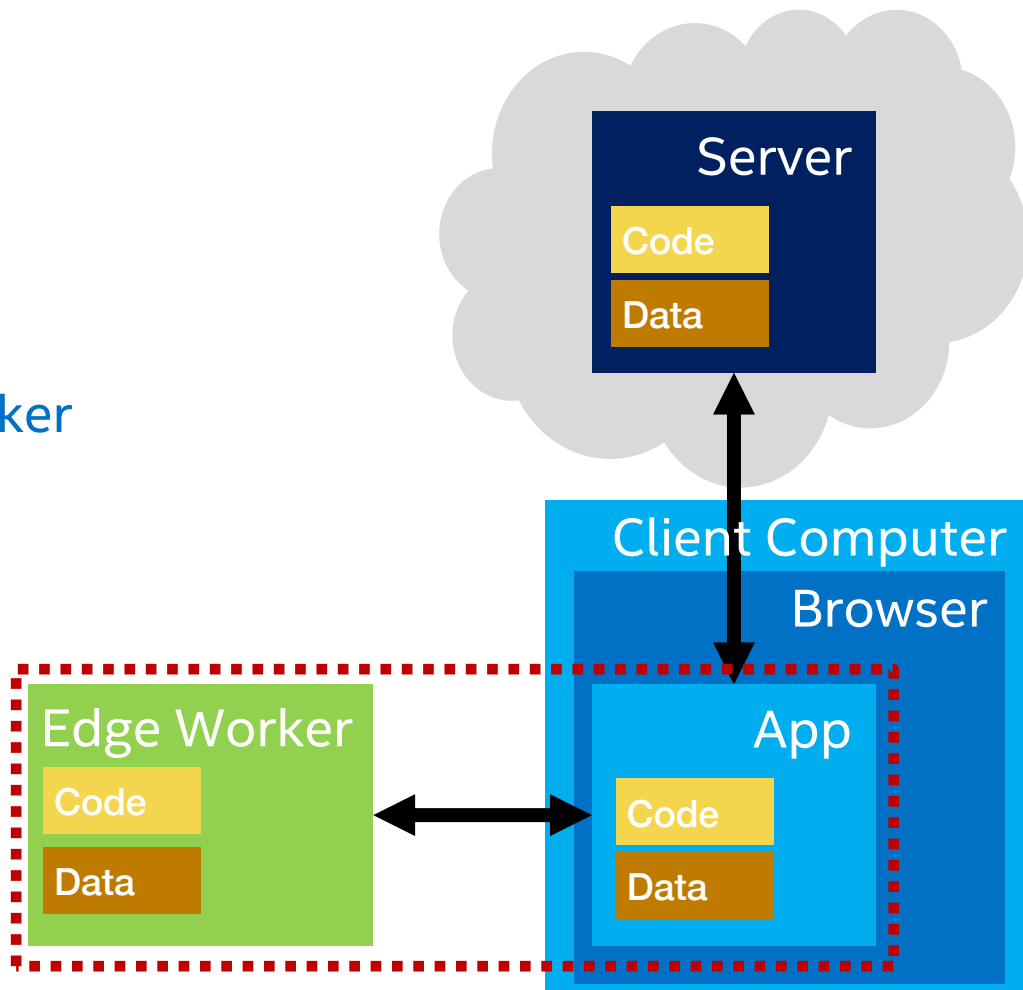 Server
Code
Data
ker
Client Computer
Browser
Edge Worker
Code
Data
App
Code
Data